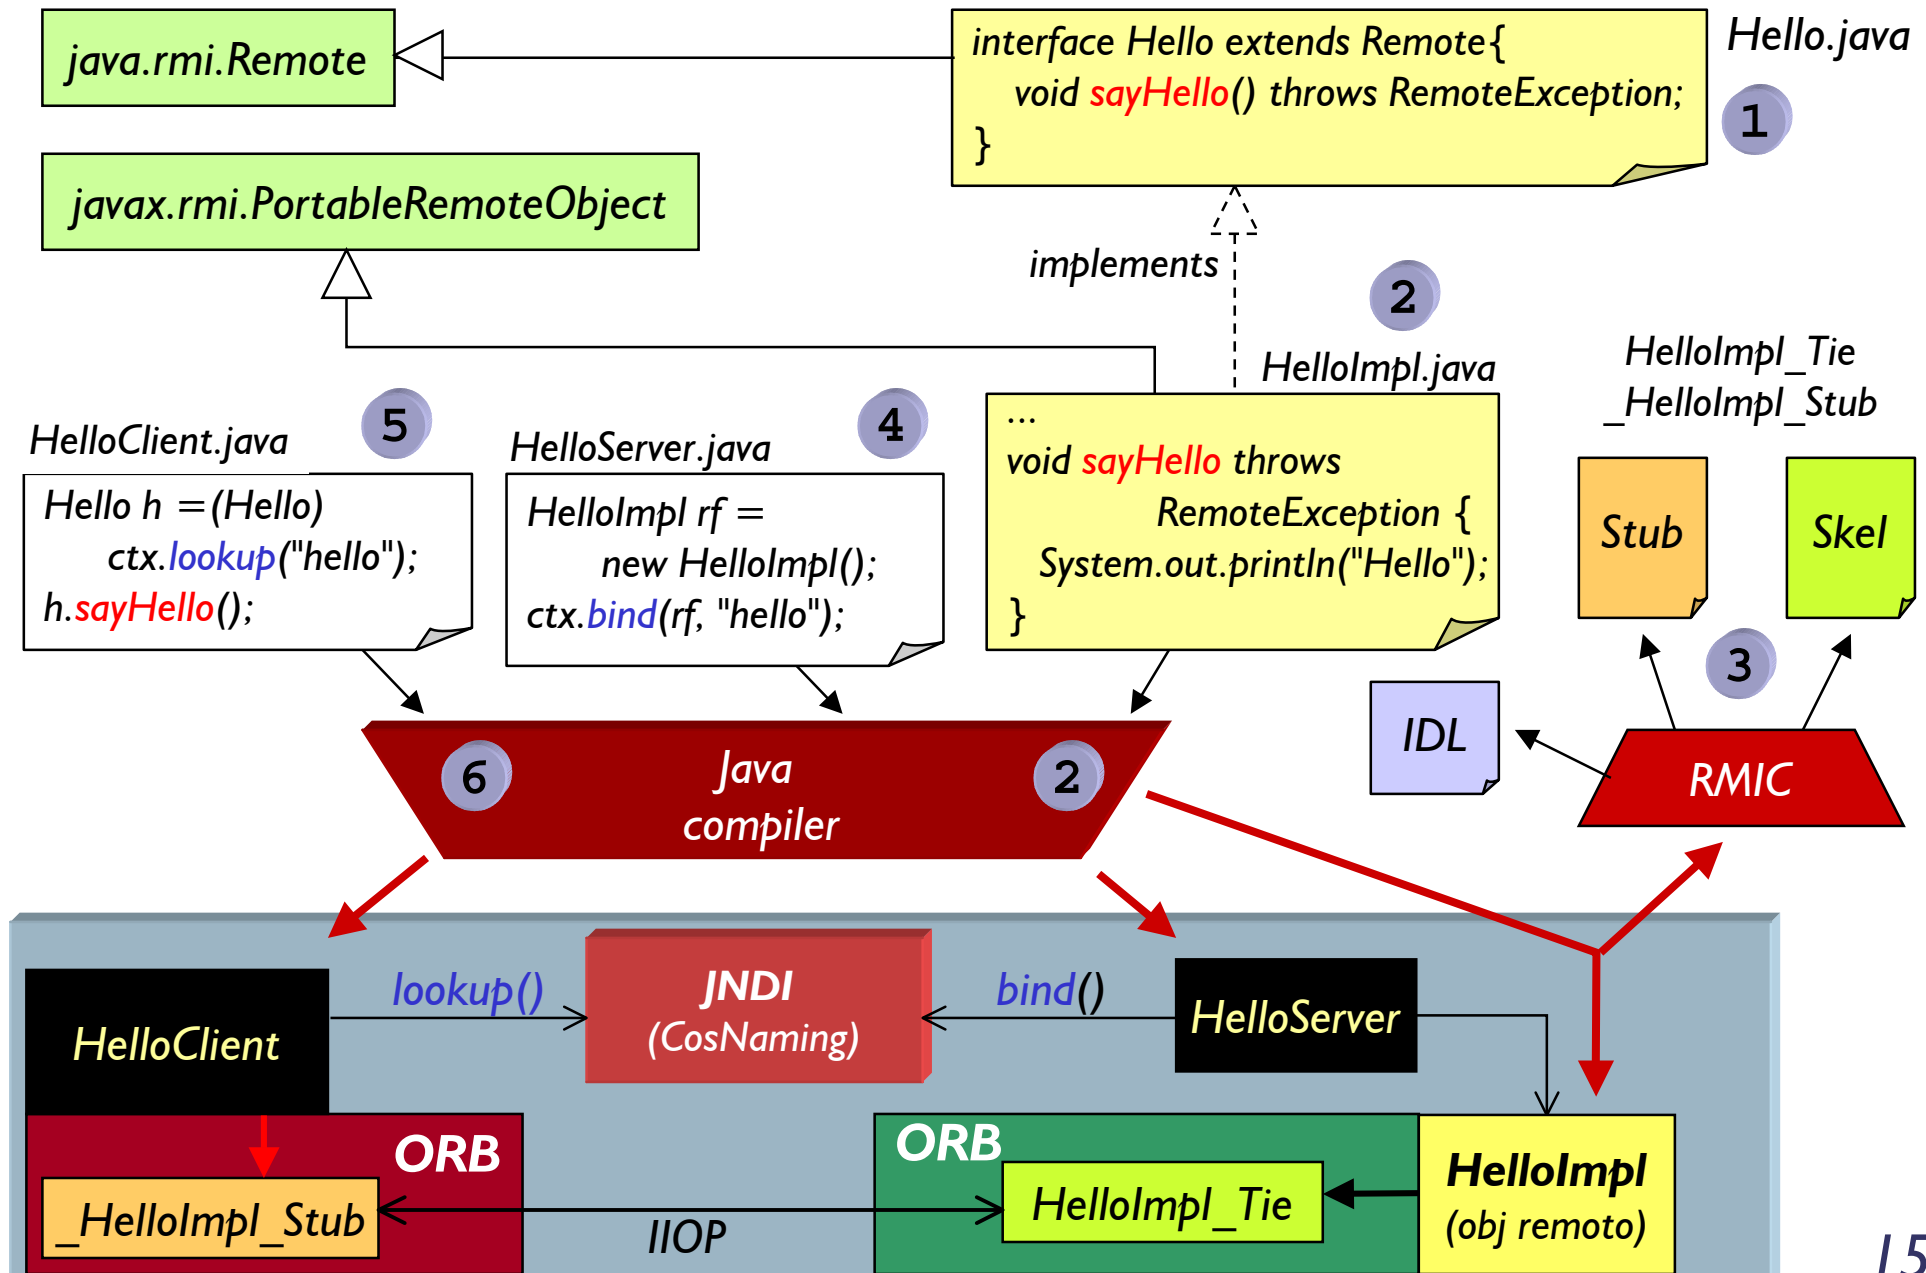 java.rmi.Remote
interface Hello extends Remote{
void sayHello() throws RemoteException;
}
Hello.java
1
javax.rmi.PortableRemoteObject
implements
2
HelloImpl.java
HelloImpl_Tie
_HelloImpl_Stub
5
HelloClient.java
Hello h =(Hello)
ctx.lookup("hello");
h.sayHello();
4
HelloServer.java
HelloImpl rf =
new HelloImpl();
ctx.bind(rf, "hello");
...
void sayHello throws
RemoteException {
System.out.println("Hello");
}
Stub
Skel
3
IDL
RMIC
6
Java
compiler
2
HelloClient
lookup()
JNDI
(CosNaming)
bind()
HelloServer
ORB
_HelloImpl_Stub
IIOP
ORB
HelloImpl_Tie
HelloImpl
(obj remoto)
15